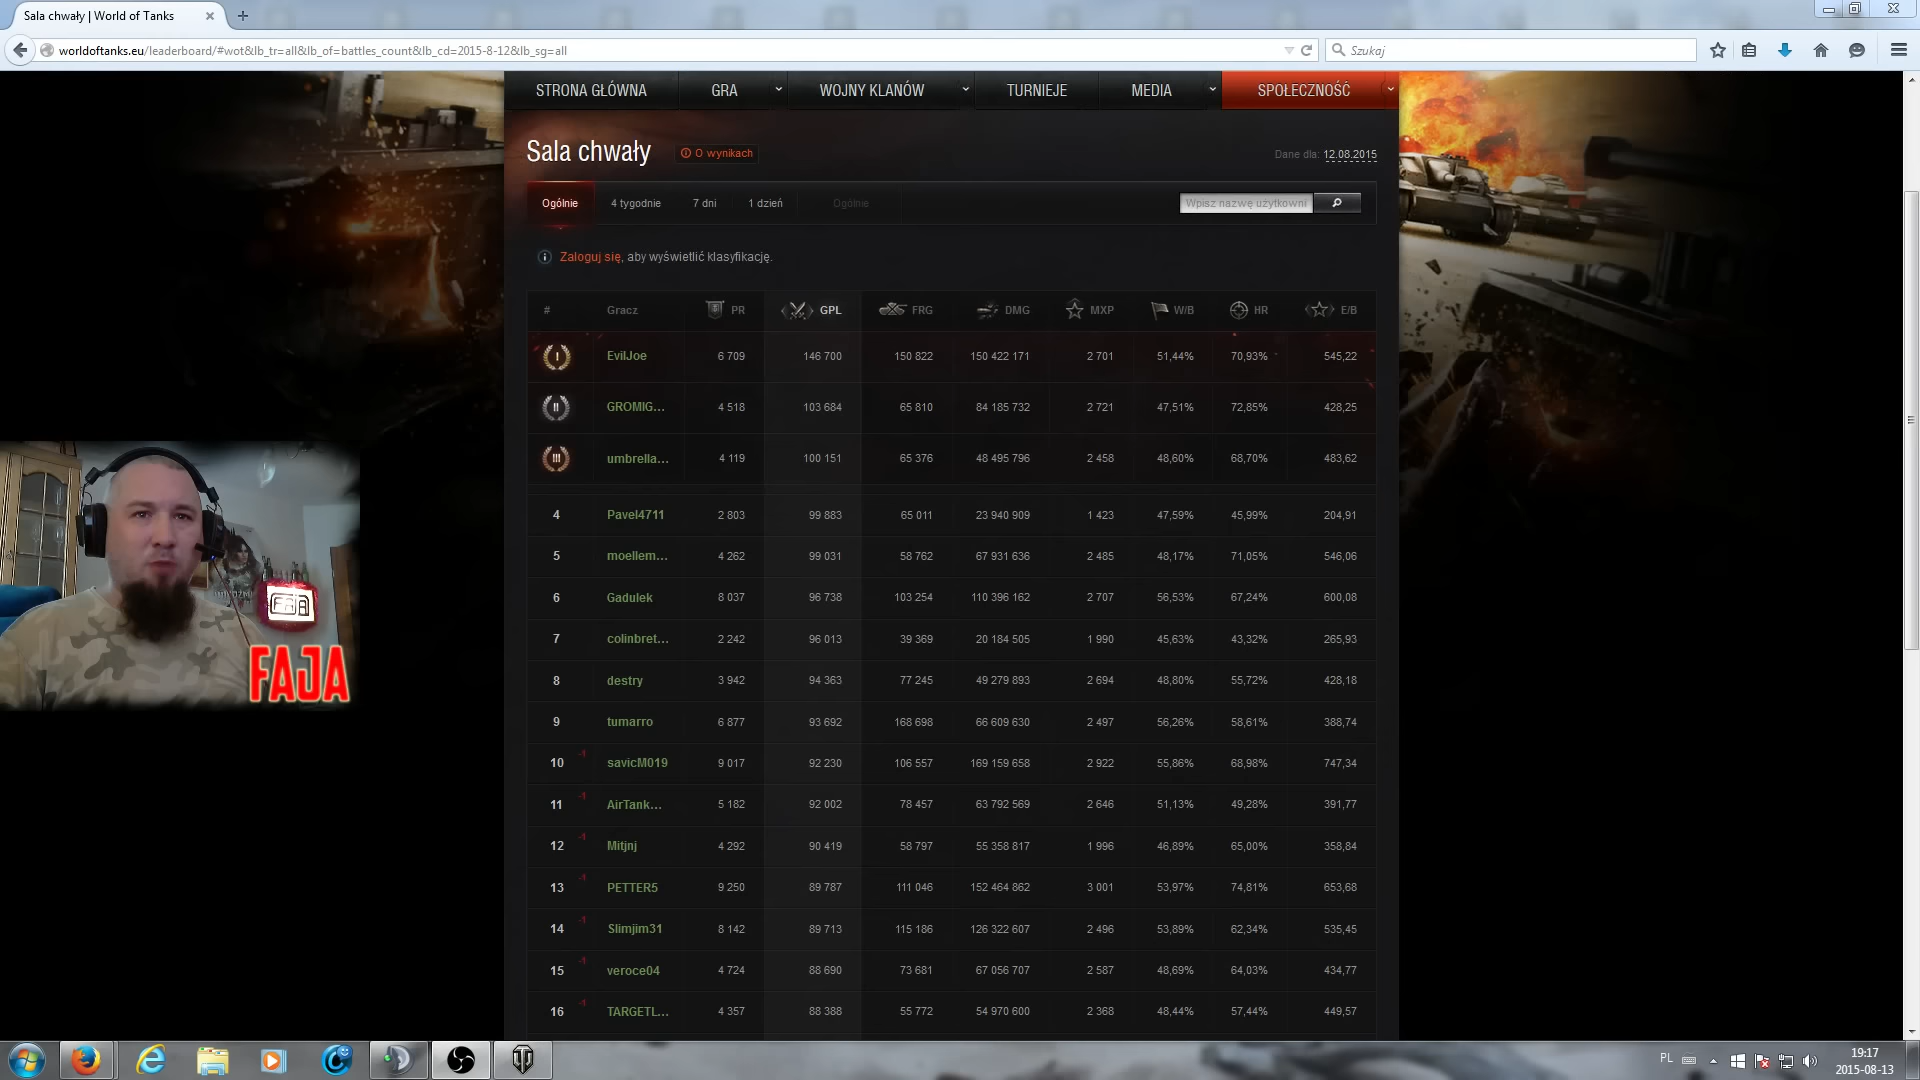 Sala chwały | World of Tanks
worldoftanks.eu/leaderboard/#wot&lb_tr=all&lb_of=battles_count&lb_cd=2015-8-12&lb_sg=all
Szukaj
STRONA GŁÓWNA GRA WOJNY KLANÓW TURNIEJE MEDIA SPOŁECZNOŚĆ
Sala chwały O wynikach Dane dla: 12.08.2015
Ogólnie 4 tygodnie 7 dni 1 dzień Ogólnie Wpisz nazwę użytkowni
Zaloguj się, aby wyświetlić klasyfikację.
# Gracz PR GPL FRG DMG MXP W/B HR E/B
I EvilJoe 6 709 146 700 150 822 150 422 171 2 701 51,44% 70,93% 545,22
II GROMIG... 4 518 103 684 65 810 84 185 732 2 721 47,51% 72,85% 428,25
III umbrella... 4 119 100 151 65 376 48 495 796 2 458 48,60% 68,70% 483,62
4 Pavel4711 2 803 99 883 65 011 23 940 909 1 423 47,59% 45,99% 204,91
5 moellem... 4 262 99 031 58 762 67 931 636 2 485 48,17% 71,05% 546,06
6 Gadulek 8 037 96 738 103 254 110 396 162 2 707 56,53% 67,24% 600,08
7 colinbret... 2 242 96 013 39 369 20 184 505 1 990 45,63% 43,32% 265,93
8 destry 3 942 94 363 77 245 49 279 893 2 694 48,80% 55,72% 428,18
9 tumarro 6 877 93 692 168 698 66 609 630 2 497 56,26% 58,61% 388,74
10 -1 savicM019 9 017 92 230 106 557 169 159 658 2 922 55,86% 68,98% 747,34
11 -1 AirTank... 5 182 92 002 78 457 63 792 569 2 646 51,13% 49,28% 391,77
12 -1 Mitjnj 4 292 90 419 58 797 55 358 817 1 996 46,89% 65,00% 358,84
13 -1 PETTER5 9 250 89 787 111 046 152 464 862 3 001 53,97% 74,81% 653,68
14 -1 Slimjim31 8 142 89 713 115 186 126 322 607 2 496 53,89% 62,34% 535,45
15 -1 veroce04 4 724 88 690 73 681 67 056 707 2 587 48,69% 64,03% 434,77
16 -1 TARGETL... 4 357 88 388 55 772 54 970 600 2 368 48,44% 57,44% 449,57
FAJA
FAJA
PL
19:17
2015-08-13